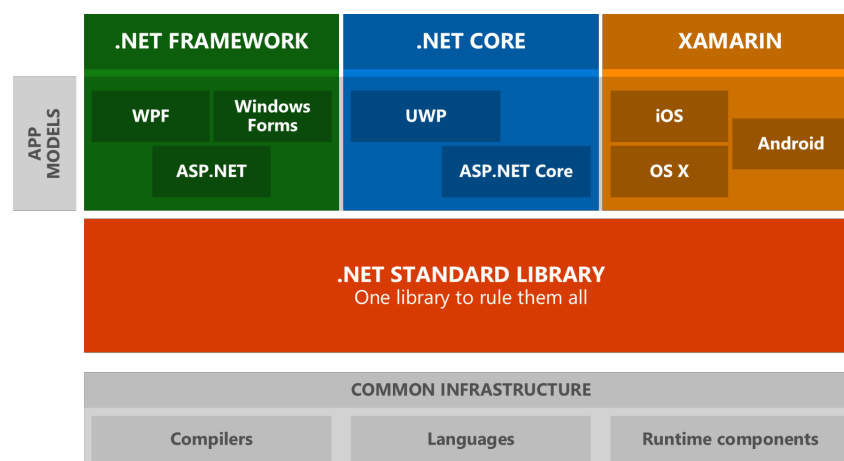 .NET FRAMEWORK
.NET CORE
XAMARIN
APP
MODELS
WPF
Windows
Forms
ASP.NET
UWP
ASP.NET Core
iOS
Android
OS X
.NET STANDARD LIBRARY
One library to rule them all
COMMON INFRASTRUCTURE
Compilers
Languages
Runtime components